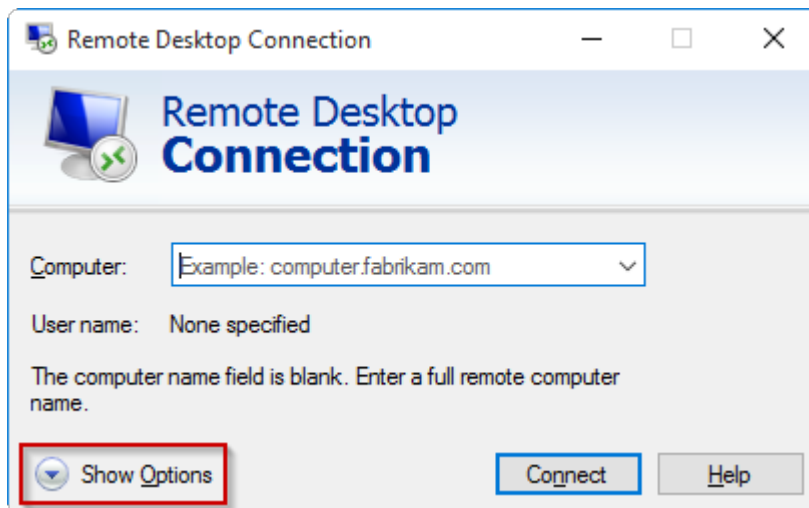 Remote Desktop Connection
Remote Desktop
Connection
Computer: Example: computer.fabrikam.com
User name: None specified
The computer name field is blank. Enter a full remote computer
name.
Show Options Connect Help